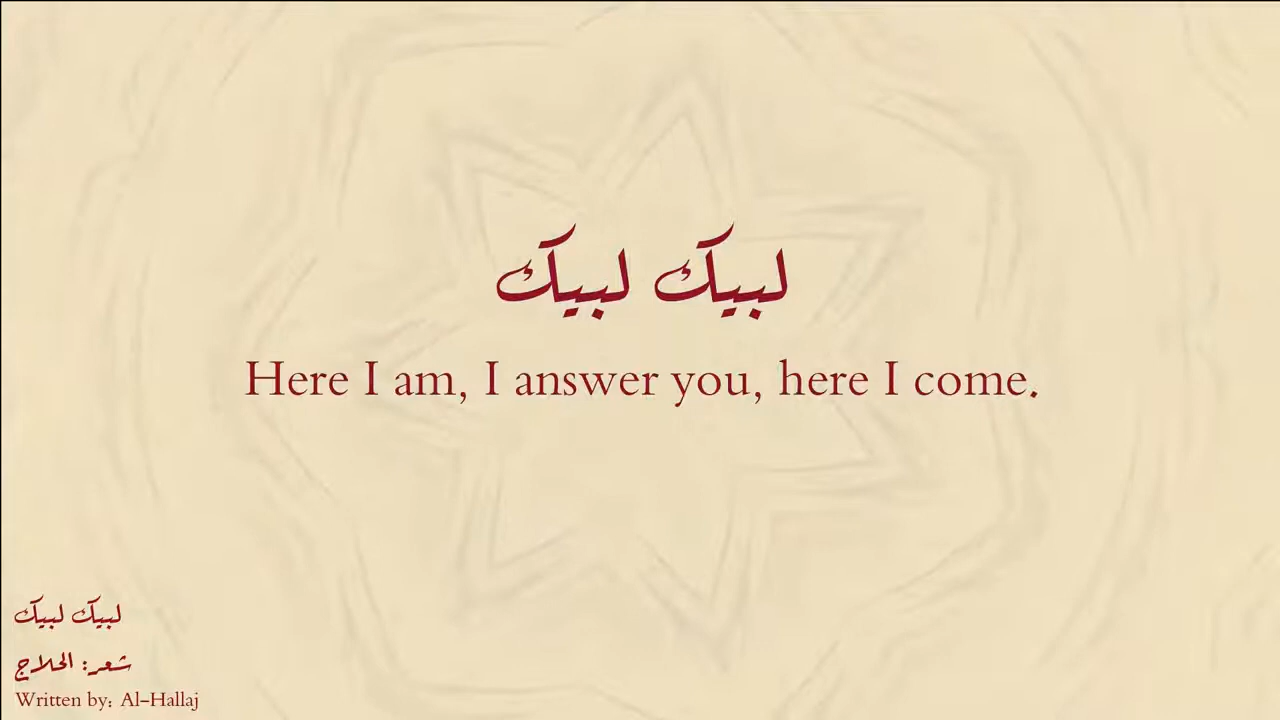 لبيك لبيك
Here I am, I answer you, here I come.
لبيك لبيك
شعر: الحلاج
Written by: Al-Hallaj